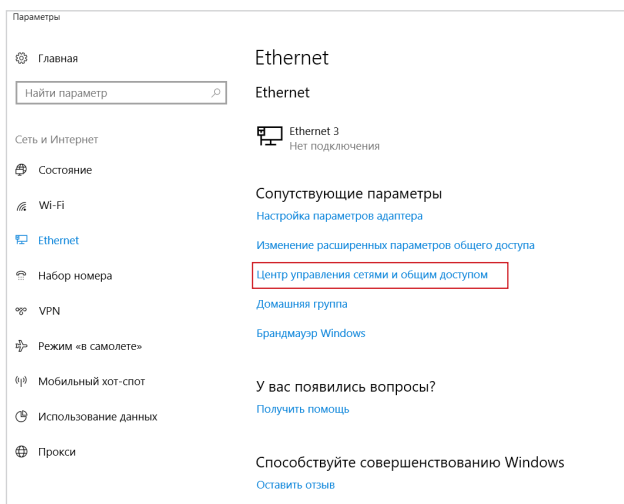 Параметры
Главная
Найти параметр
Сеть и Интернет
Состояние
Wi-Fi
Ethernet
Набор номера
VPN
Режим «в самолете»
Мобильный хот-спот
Использование данных
Прокси
Ethernet
Ethernet
Ethernet 3
Нет подключения
Сопутствующие параметры
Настройка параметров адаптера
Изменение расширенных параметров общего доступа
Центр управления сетями и общим доступом
Домашняя группа
Брандмауэр Windows
У вас появились вопросы?
Получить помощь
Способствуйте совершенствованию Windows
Оставить отзыв